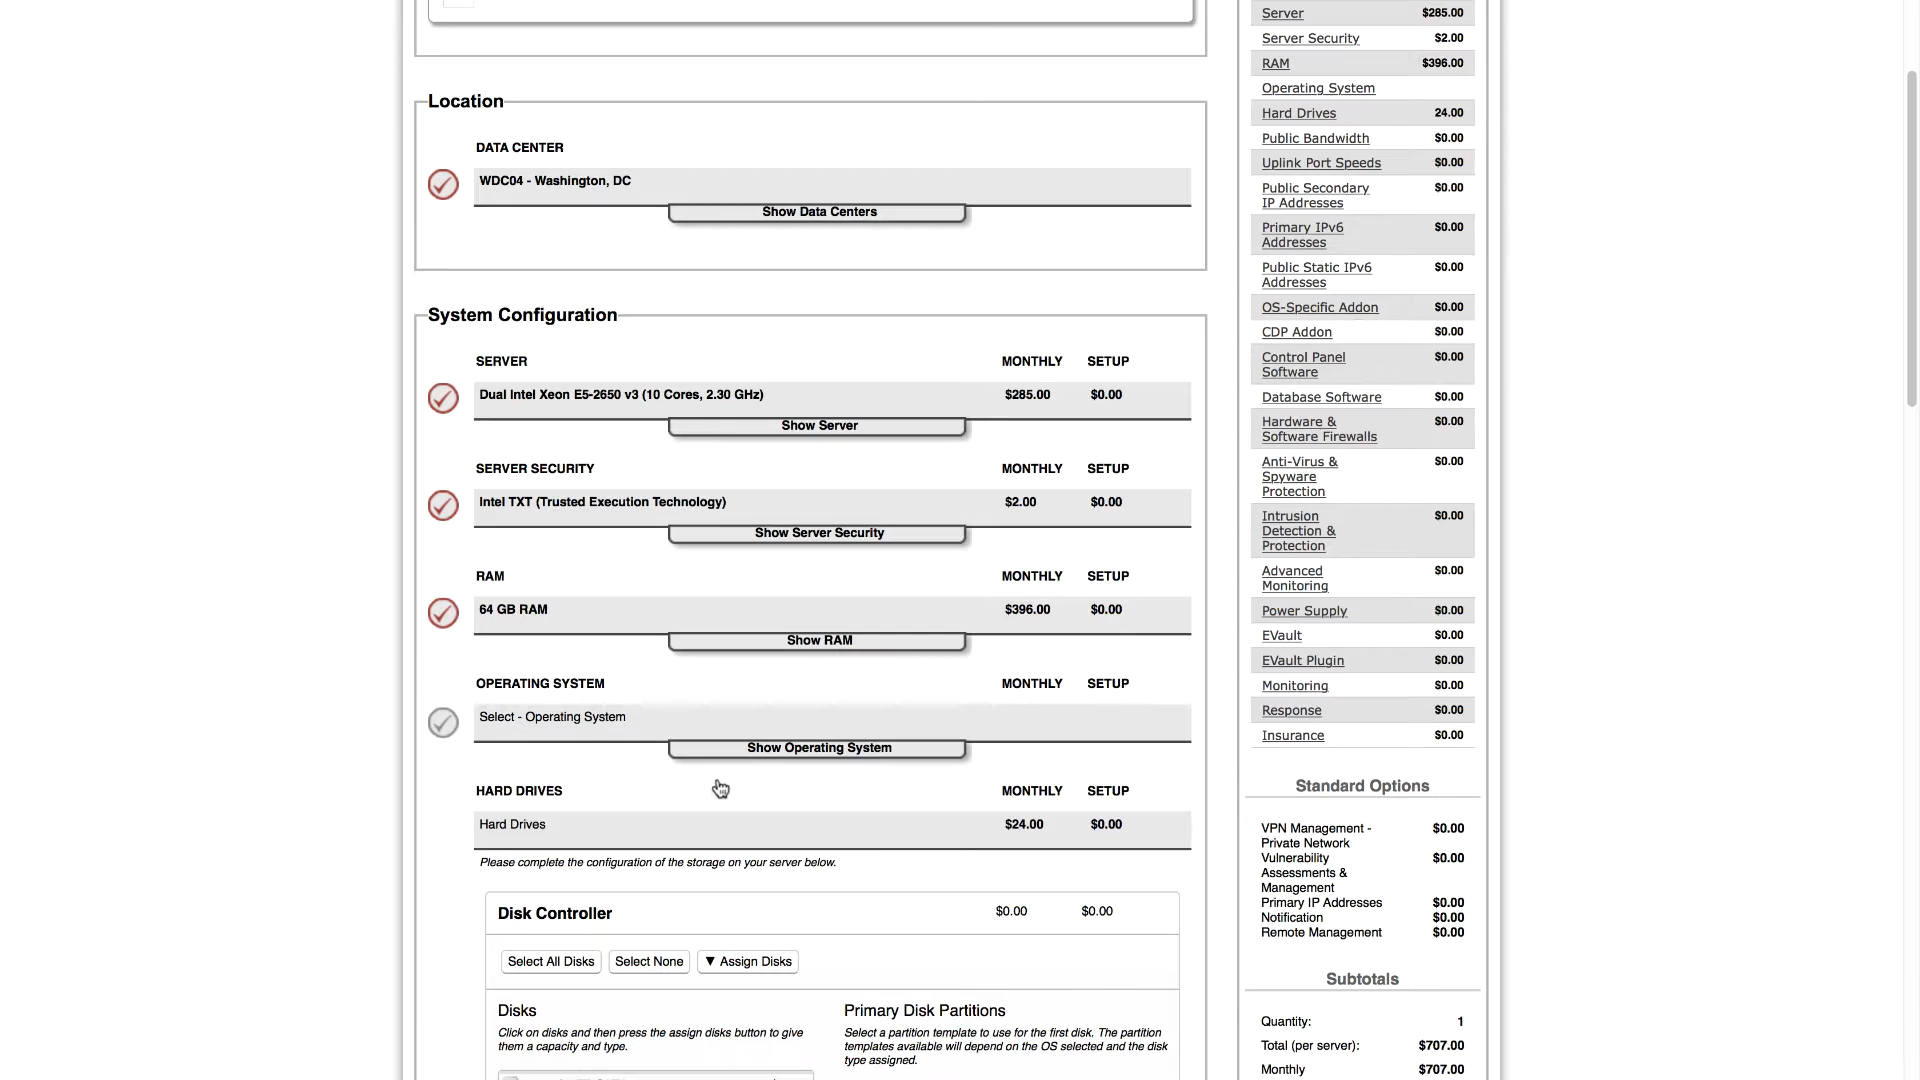 Location
DATA CENTER
WDC04 - Washington, DC
Show Data Centers
System Configuration
SERVER MONTHLY SETUP
Dual Intel Xeon E5-2650 v3 (10 Cores, 2.30 GHz) $285.00 $0.00
Show Server
SERVER SECURITY MONTHLY SETUP
Intel TXT (Trusted Execution Technology) $2.00 $0.00
Show Server Security
RAM MONTHLY SETUP
64 GB RAM $396.00 $0.00
Show RAM
OPERATING SYSTEM MONTHLY SETUP
Select - Operating System
Show Operating System
HARD DRIVES MONTHLY SETUP
Hard Drives $24.00 $0.00
Please complete the configuration of the storage on your server below.
Disk Controller $0.00 $0.00
Select All Disks Select None ▼ Assign Disks
Disks
Click on disks and then press the assign disks button to give
them a capacity and type.
Primary Disk Partitions
Select a partition template to use for the first disk. The partition
templates available will depend on the OS selected and the disk
type assigned.
Server $285.00
Server Security $2.00
RAM $396.00
Operating System
Hard Drives 24.00
Public Bandwidth $0.00
Uplink Port Speeds $0.00
Public Secondary $0.00
IP Addresses
Primary IPv6 $0.00
Addresses
Public Static IPv6 $0.00
Addresses
OS-Specific Addon $0.00
CDP Addon $0.00
Control Panel $0.00
Software
Database Software $0.00
Hardware & $0.00
Software Firewalls
Anti-Virus & $0.00
Spyware
Protection
Intrusion $0.00
Detection &
Protection
Advanced $0.00
Monitoring
Power Supply $0.00
EVault $0.00
EVault Plugin $0.00
Monitoring $0.00
Response $0.00
Insurance $0.00
Standard Options
VPN Management - $0.00
Private Network
Vulnerability $0.00
Assessments &
Management
Primary IP Addresses $0.00
Notification $0.00
Remote Management $0.00
Subtotals
Quantity: 1
Total (per server): $707.00
Monthly $707.00